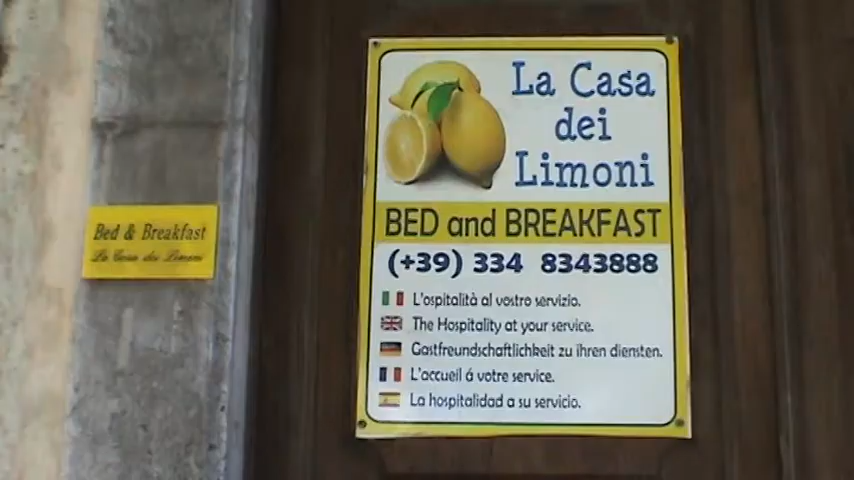 Bed & Breakfast
La Casa dei Limoni
La Casa
dei
Limoni
BED and BREAKFAST
(+39) 334 8343888
L'ospitalità al vostro servizio.
The Hospitality at your service.
Gastfreundschaftlichkeit zu ihren diensten.
L'accueil á votre service.
La hospitalidad a su servicio.